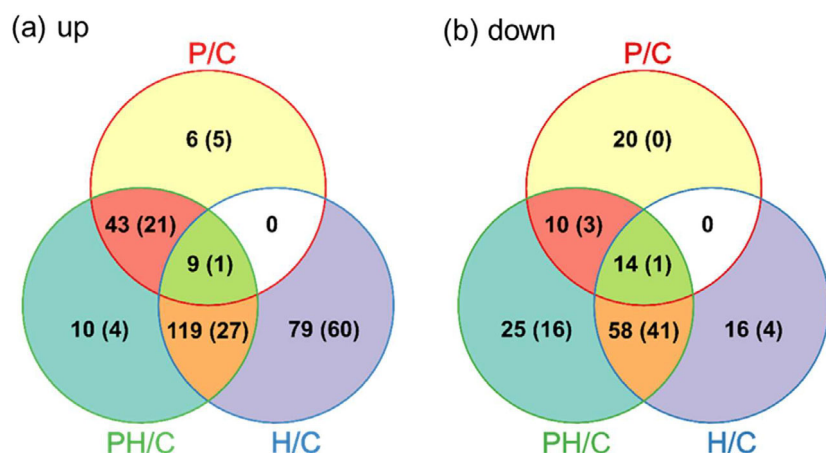 (a) up
(b) down
P/C
6 (5)
43 (21)
0
9 (1)
10 (4)
119 (27)
79 (60)
PH/C
H/C
P/C
20 (0)
10 (3)
0
14 (1)
25 (16)
58 (41)
16 (4)
PH/C
H/C